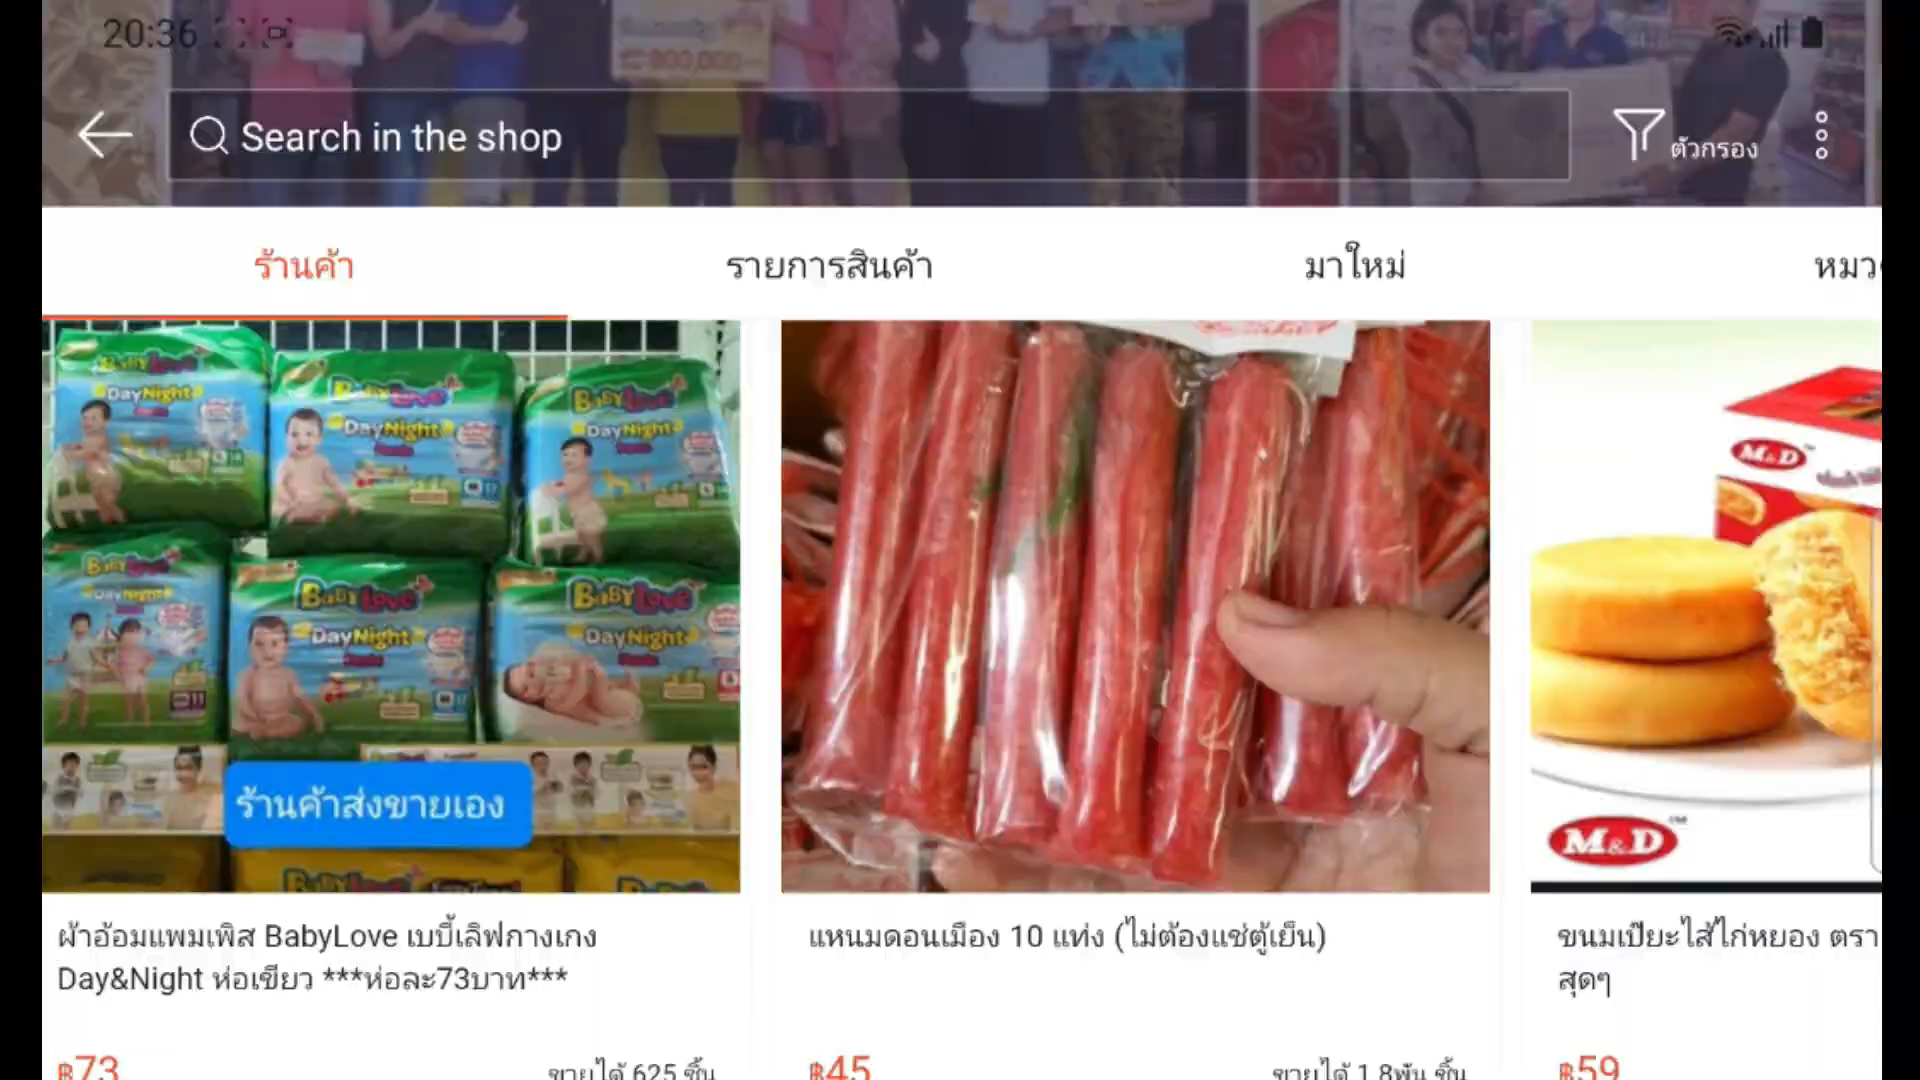 20:36
Search in the shop
ตัวกรอง
ร้านค้า
รายการสินค้า
มาใหม่
BabyLove
DayNight
BabyLove
DayNight
BabyLove
DayNight
BabyLove
DayNight
BabyLove
DayNight
BabyLove
DayNight
M&D
M&D
ร้านค้าส่งขายเอง
ผ้าอ้อมแพมเพิส BabyLove เบบี้เลิฟกางเกง
Day&Night ห่อเขียว ***ห่อละ73บาท***
แหนมดอนเมือง 10 แท่ง (ไม่ต้องแช่ตู้เย็น)
ขนมเปี๊ยะไส้ไก่หยอง ตรา
สุดๆ
฿73
ขายได้ 625 ชิ้น
฿45
ขายได้ 1.8พัน ชิ้น
฿59